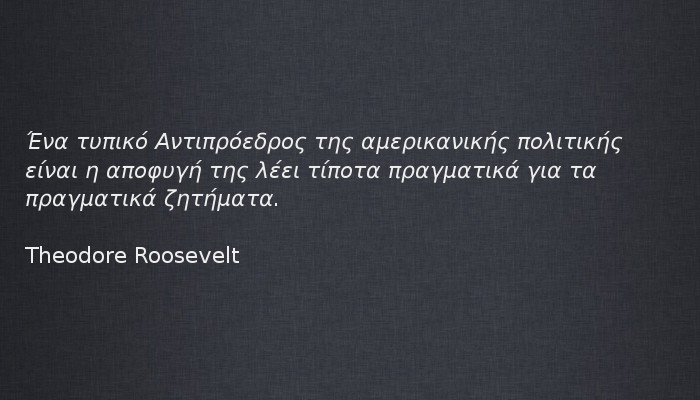 Ένα τυπικό Αντιπρόεδρος της αμερικανικής πολιτικής
είναι η αποφυγή της λέει τίποτα πραγματικά για τα
πραγματικά ζητήματα.
Theodore Roosevelt